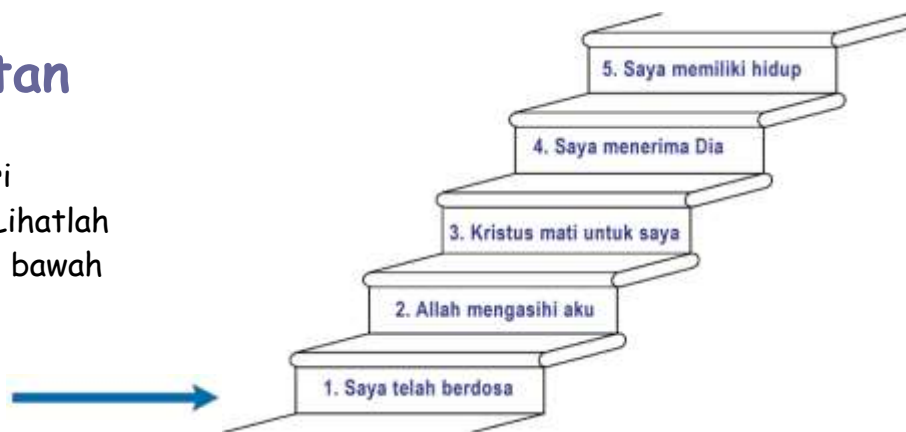 tan
ri
Lihatlah
bawah
5. Saya memiliki hidup
4. Saya menerima Dia
3. Kristus mati untuk saya
2. Allah mengasihi aku
1. Saya telah berdosa